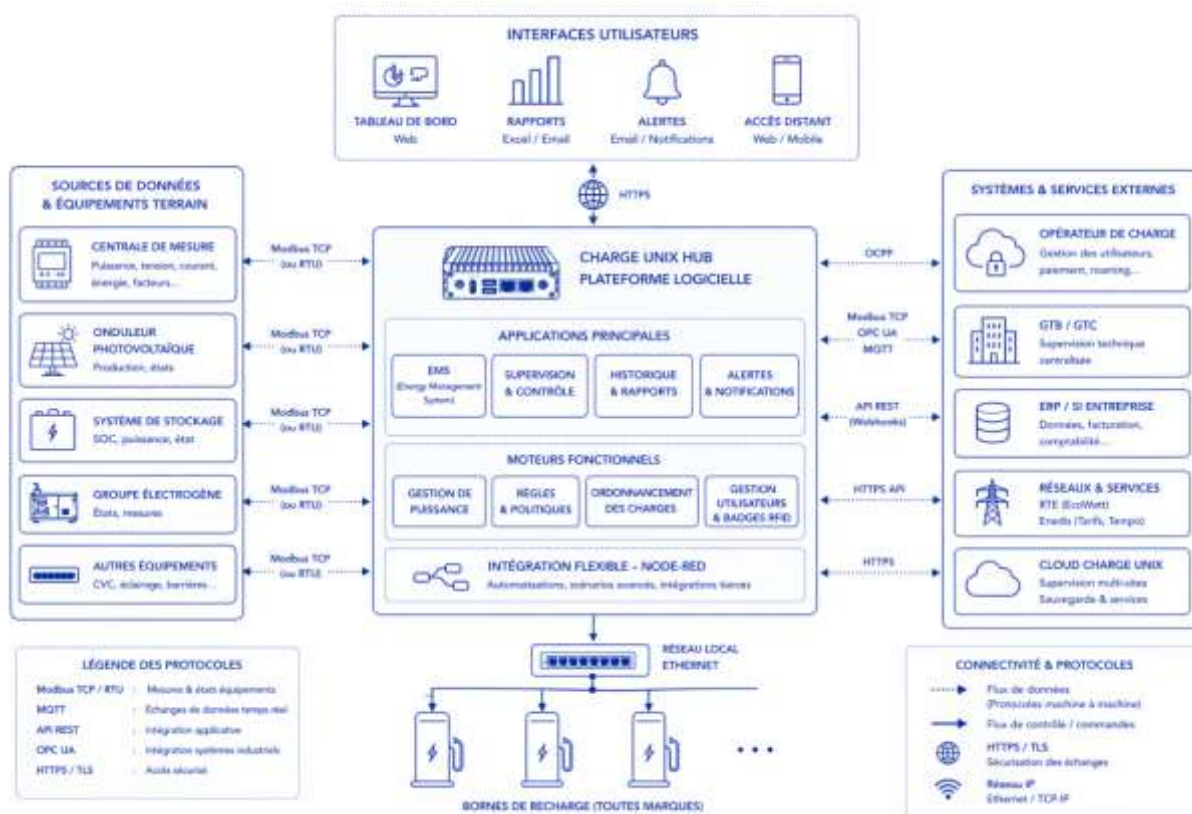 INTERFACES UTILISATEURS
TABLEAU DE BORD
Web
RAPPORTS
Excel / Email
ALERTES
Email / Notifications
ACCÈS DISTANT
Web / Mobile
HTTPS
SOURCES DE DONNÉES
& ÉQUIPEMENTS TERRAIN
CENTRALE DE MESURE
Puissance, tension, courant,
énergie, facteurs...
ONDULEUR
PHOTOVOLTAÏQUE
Production, états
SYSTÈME DE STOCKAGE
SOC, puissance, état
GROUPE ÉLECTROGÈNE
États, mesures
AUTRES ÉQUIPEMENTS
CVC, éclairage, barrières...
Modbus TCP
(ou RTU)
Modbus TCP
(ou RTU)
Modbus TCP
(ou RTU)
Modbus TCP
(ou RTU)
Modbus TCP
(ou RTU)
CHARGE UNIX HUB
PLATEFORME LOGICIELLE
APPLICATIONS PRINCIPALES
EMS
(Energy Management
System)
SUPERVISION
& CONTRÔLE
HISTORIQUE
& RAPPORTS
ALERTES
& NOTIFICATIONS
MOTEURS FONCTIONNELS
GESTION DE
PUISSANCE
RÈGLES
& POLITIQUES
ORDONNANCEMENT
DES CHARGES
GESTION
UTILISATEURS
& BADGES RFID
INTÉGRATION FLEXIBLE – NODE-RED
Automatisations, scénarios avancés, intégrations tierces
OCPP
Modbus TCP
OPC UA
MQTT
API REST
(Webhooks)
HTTPS API
HTTPS
SYSTÈMES & SERVICES EXTERNES
OPÉRATEUR DE CHARGE
Gestion des utilisateurs,
paiement, roaming...
GTB / GTC
Supervision technique
centralisée
ERP / SI ENTREPRISE
Données, facturation,
comptabilité...
RÉSEAUX & SERVICES
RTE (EcoWatt)
Enedis (Tarifs, Tempo)
CLOUD CHARGE UNIX
Supervision multi-sites
Sauvegarde & services
RÉSEAU LOCAL
ETHERNET
BORNES DE RECHARGE (TOUTES MARQUES)
LÉGENDE DES PROTOCOLES
Modbus TCP / RTU : Mesures & états équipements
MQTT : Échanges de données temps réel
API REST : Intégration applicative
OPC UA : Intégration systèmes industriels
HTTPS / TLS : Accès sécurisé
CONNECTIVITÉ & PROTOCOLES
Flux de données
(Protocoles machine à machine)
Flux de contrôle / commandes
HTTPS / TLS
Sécurisation des échanges
Réseau IP
Ethernet / TCP-IP